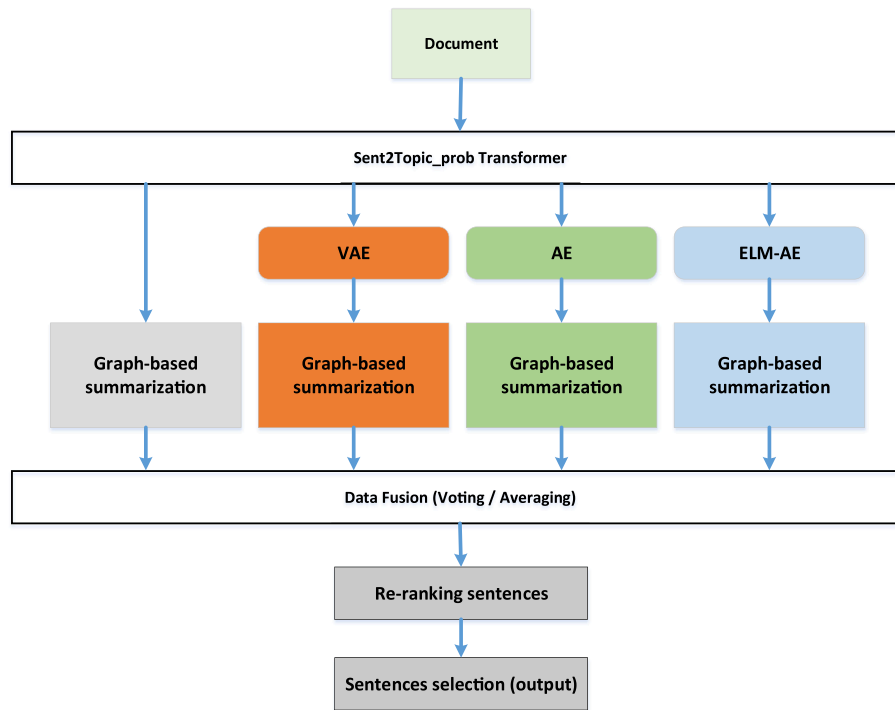 Document
Sent2Topic_prob Transformer
VAE
AE
ELM-AE
Graph-based
summarization
Graph-based
summarization
Graph-based
summarization
Graph-based
summarization
Data Fusion (Voting / Averaging)
Re-ranking sentences
Sentences selection (output)